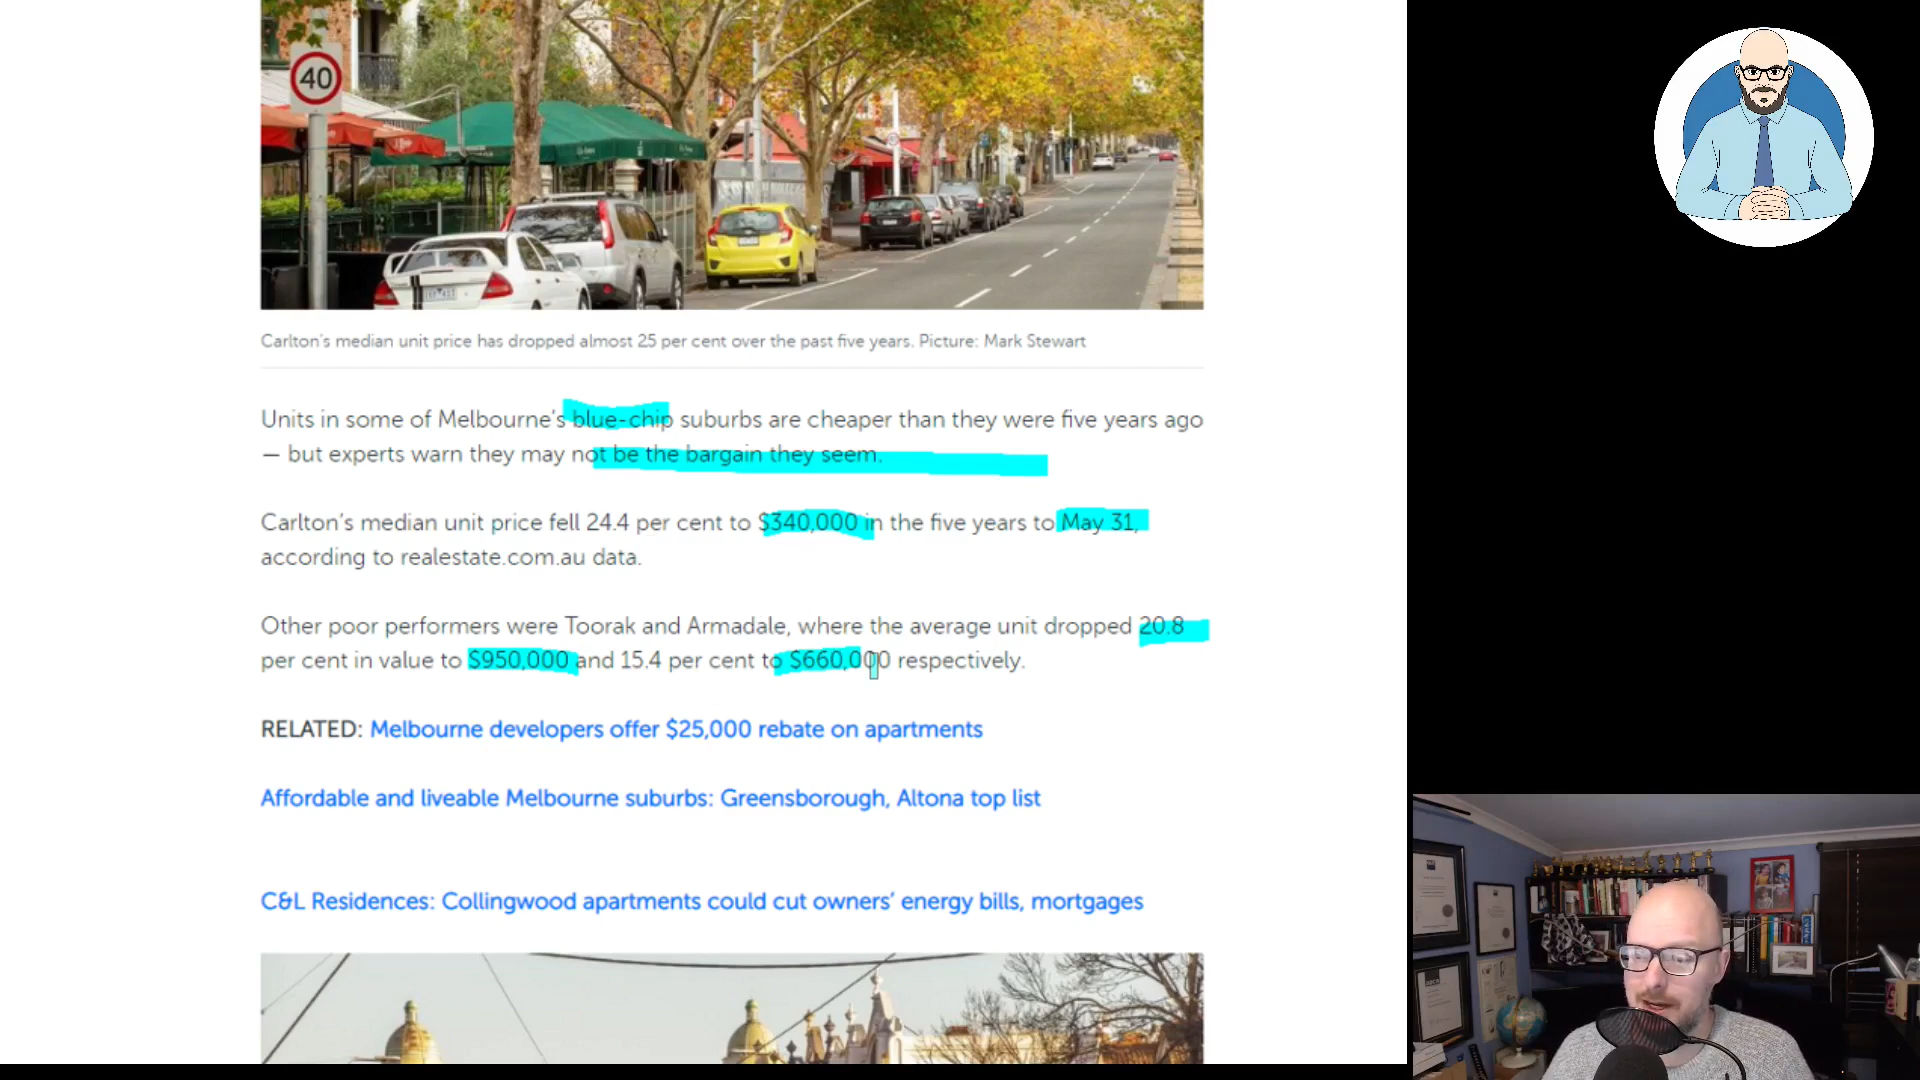 40
Carlton's median unit price has dropped almost 25 per cent over the past five years. Picture: Mark Stewart
Units in some of Melbourne's blue-chip suburbs are cheaper than they were five years ago
— but experts warn they may not be the bargain they seem.
Carlton's median unit price fell 24.4 per cent to $340,000 in the five years to May 31,
according to realestate.com.au data.
Other poor performers were Toorak and Armadale, where the average unit dropped 20.8
per cent in value to $950,000 and 15.4 per cent to $660,000 respectively.
RELATED: Melbourne developers offer $25,000 rebate on apartments
Affordable and liveable Melbourne suburbs: Greensborough, Altona top list
C&L Residences: Collingwood apartments could cut owners' energy bills, mortgages